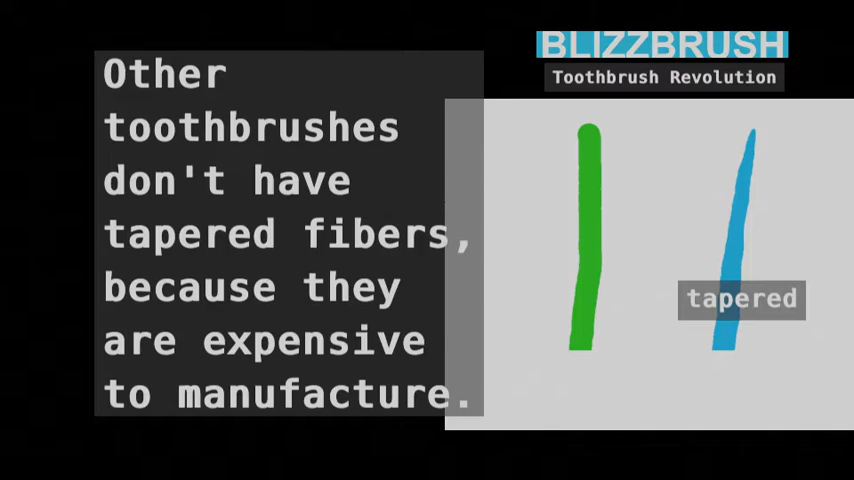 BLIZZBRUSH
Toothbrush Revolution
Other
toothbrushes
don't have
tapered fibers,
because they
are expensive
to manufacture.
tapered